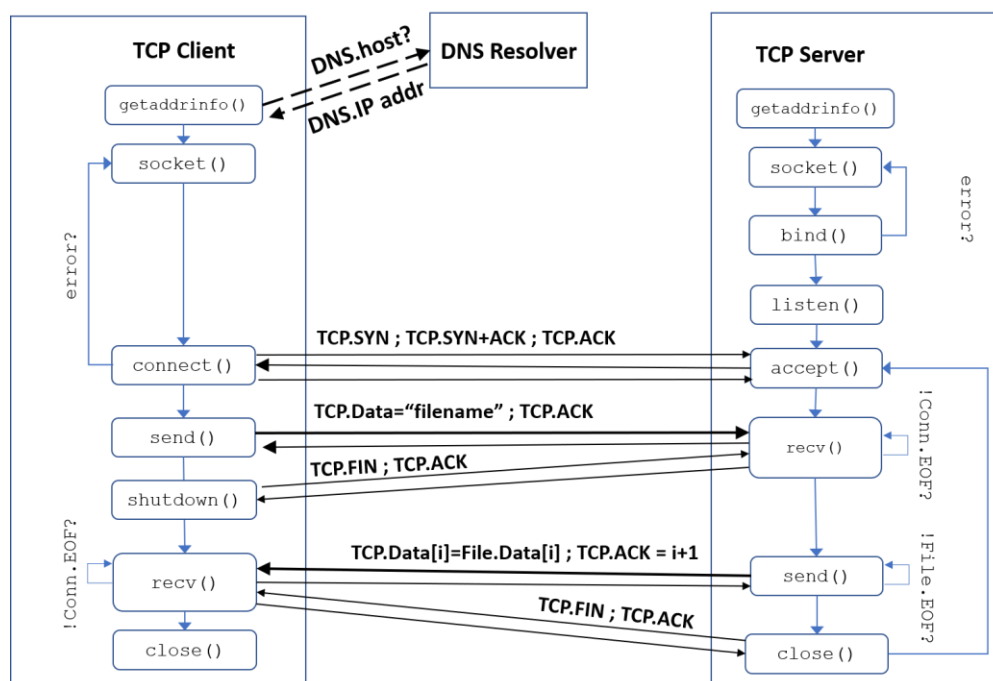 TCP Client
DNS.host?
DNS Resolver
TCP Server
getaddrinfo()
DNS.IP addr
getaddrinfo()
socket()
socket()
error?
error?
bind()
listen()
TCP.SYN ; TCP.SYN+ACK ; TCP.ACK
connect()
accept()
TCP.Data=“filename” ; TCP.ACK
!Conn.EOF?
send()
recv()
TCP.FIN ; TCP.ACK
shutdown()
!Conn.EOF?
TCP.Data[i]=File.Data[i] ; TCP.ACK = i+1
!File.EOF?
recv()
send()
TCP.FIN ; TCP.ACK
close()
close()